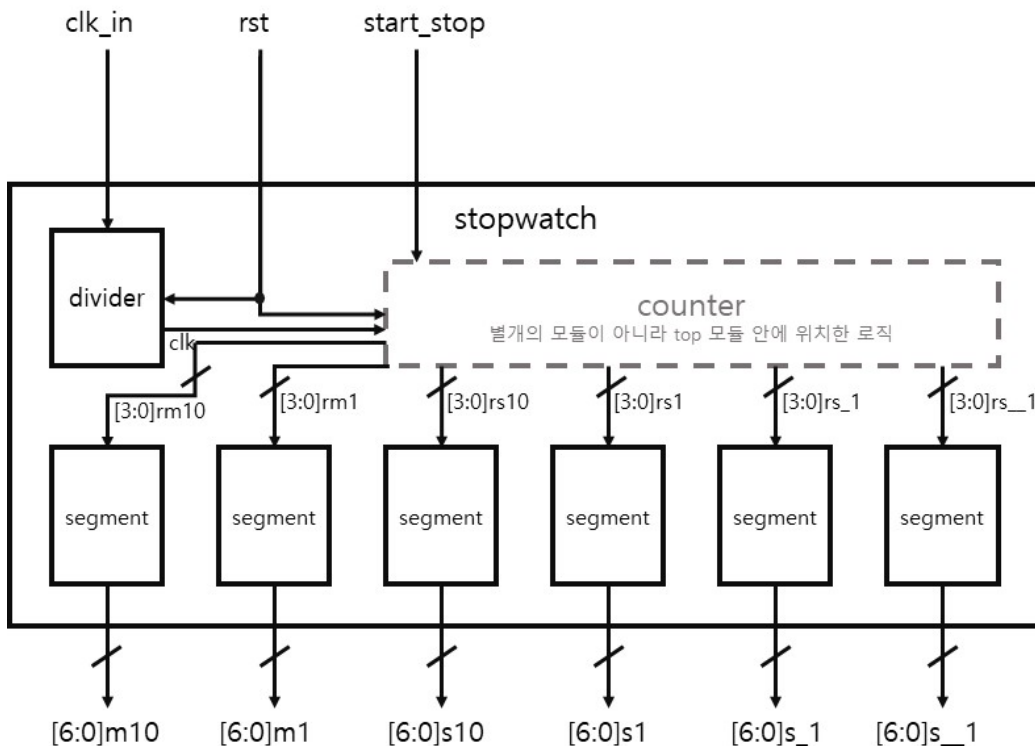 clk_in
rst
start_stop
stopwatch
divider
counter
별개의 모듈이 아니라 top 모듈 안에 위치한 로직
clk
[3:0]rm10
[3:0]rm1
[3:0]rs10
[3:0]rs1
[3:0]rs_1
[3:0]rs__1
segment
segment
segment
segment
segment
segment
[6:0]m10
[6:0]m1
[6:0]s10
[6:0]s1
[6:0]s_1
[6:0]s__1